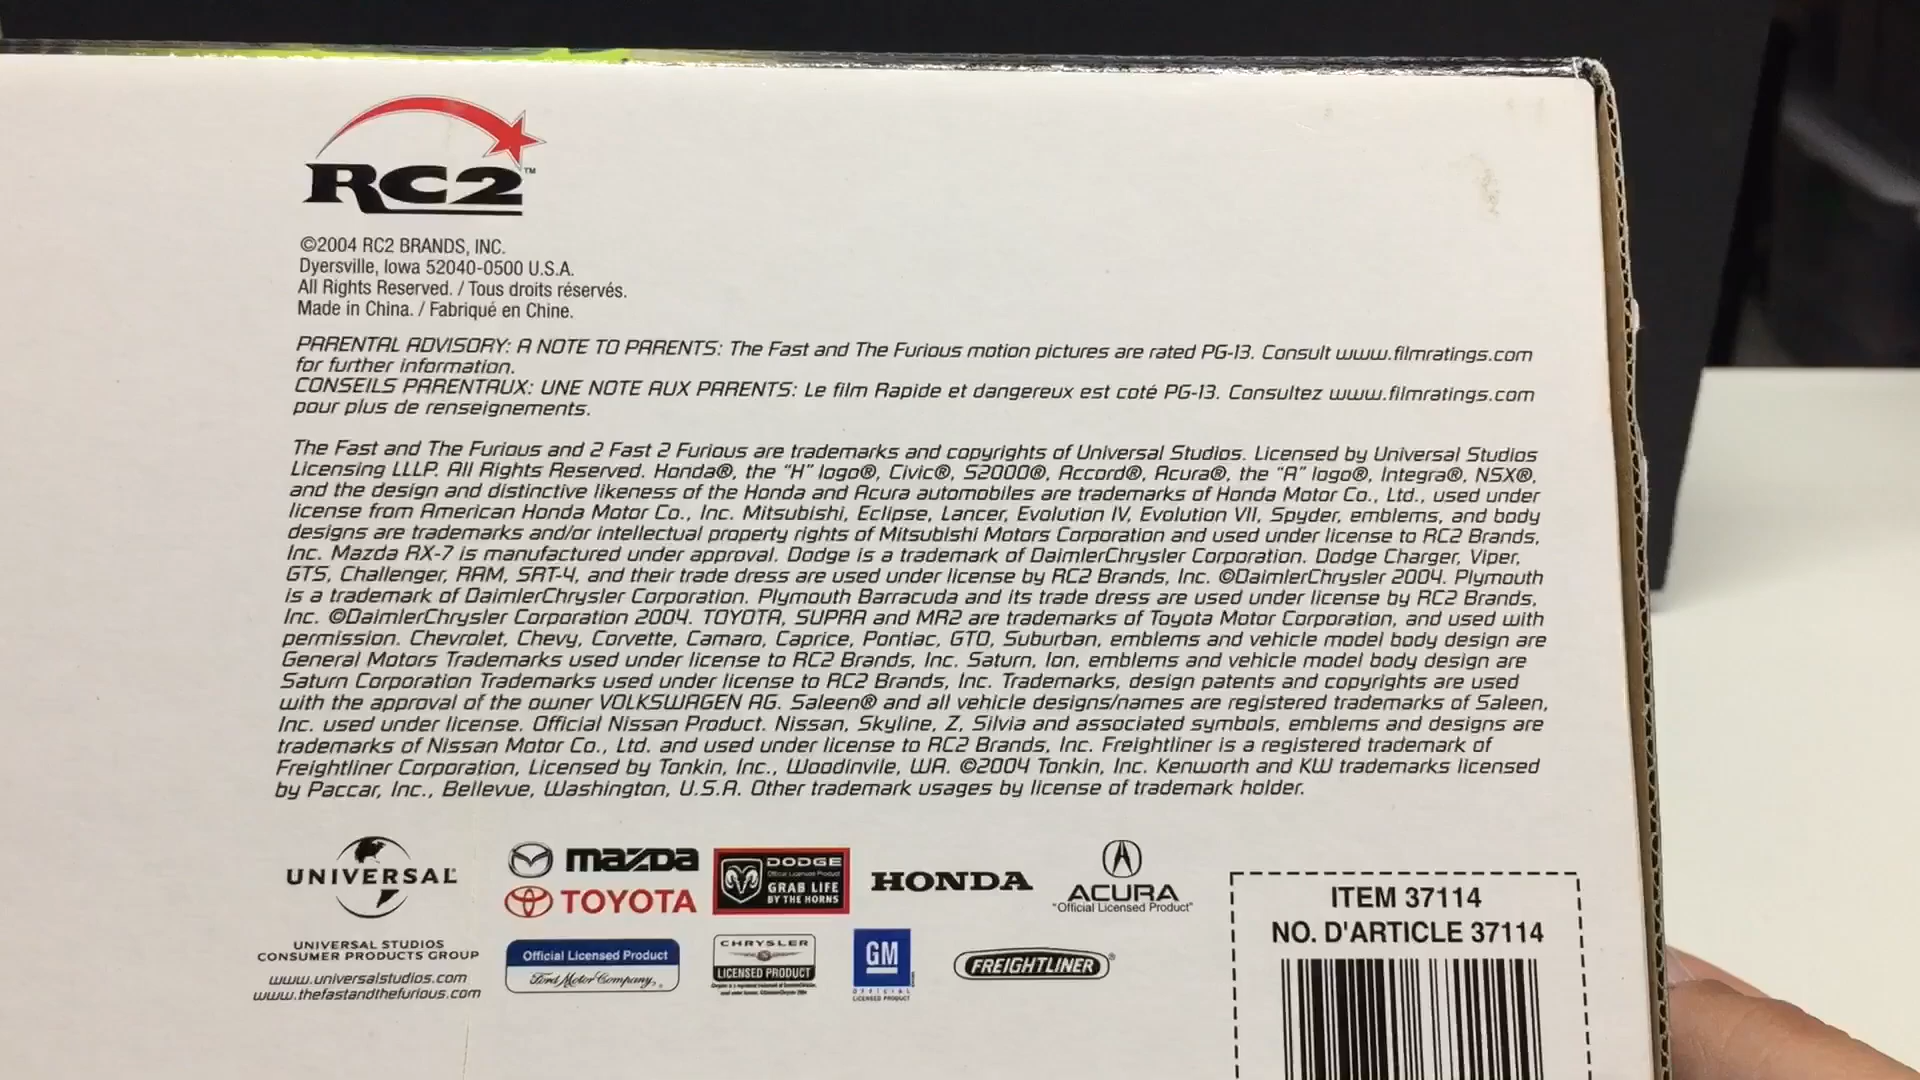 RC2™
©2004 RC2 BRANDS, INC.
Dyersville, Iowa 52040-0500 U.S.A.
All Rights Reserved. / Tous droits réservés.
Made in China. / Fabriqué en Chine.
PARENTAL ADVISORY: A NOTE TO PARENTS: The Fast and The Furious motion pictures are rated PG-13. Consult www.filmratings.com
for further information.
CONSEILS PARENTAUX: UNE NOTE AUX PARENTS: Le film Rapide et dangereux est coté PG-13. Consultez www.filmratings.com
pour plus de renseignements.
The Fast and The Furious and 2 Fast 2 Furious are trademarks and copyrights of Universal Studios. Licensed by Universal Studios
Licensing LLLP. All Rights Reserved. Honda®, the "H" logo®, Civic®, S2000®, Accord®, Acura®, the "A" logo®, Integra®, NSX®,
and the design and distinctive likeness of the Honda and Acura automobiles are trademarks of Honda Motor Co., Ltd., used under
license from American Honda Motor Co., Inc. Mitsubishi, Eclipse, Lancer, Evolution IV, Evolution VII, Spyder, emblems, and body
designs are trademarks and/or intellectual property rights of Mitsubishi Motors Corporation and used under license to RC2 Brands,
Inc. Mazda RX-7 is manufactured under approval. Dodge is a trademark of DaimlerChrysler Corporation. Dodge Charger, Viper,
GTS, Challenger, RAM, SRT-4, and their trade dress are used under license by RC2 Brands, Inc. ©DaimlerChrysler 2004. Plymouth
is a trademark of DaimlerChrysler Corporation. Plymouth Barracuda and its trade dress are used under license by RC2 Brands,
Inc. ©DaimlerChrysler Corporation 2004. TOYOTA, SUPRA and MR2 are trademarks of Toyota Motor Corporation, and used with
permission. Chevrolet, Chevy, Corvette, Camaro, Caprice, Pontiac, GTO, Suburban, emblems and vehicle model body design are
General Motors Trademarks used under license to RC2 Brands, Inc. Saturn, Ion, emblems and vehicle model body design are
Saturn Corporation Trademarks used under license to RC2 Brands, Inc. Trademarks, design patents and copyrights are used
with the approval of the owner VOLKSWAGEN AG. Saleen® and all vehicle designs/names are registered trademarks of Saleen,
Inc. used under license. Official Nissan Product. Nissan, Skyline, Z, Silvia and associated symbols, emblems and designs are
trademarks of Nissan Motor Co., Ltd. and used under license to RC2 Brands, Inc. Freightliner is a registered trademark of
Freightliner Corporation, Licensed by Tonkin, Inc., Woodinvile, WA. ©2004 Tonkin, Inc. Kenworth and KW trademarks licensed
by Paccar, Inc., Bellevue, Washington, U.S.A. Other trademark usages by license of trademark holder.
UNIVERSAL
UNIVERSAL STUDIOS
CONSUMER PRODUCTS GROUP
www.universalstudios.com
www.thefastandthefurious.com
mazda
TOYOTA
DODGE
Official Licensed Product
GRAB LIFE
BY THE HORNS
HONDA
ACURA
"Official Licensed Product"
Official Licensed Product
Ford Motor Company®
CHRYSLER
LICENSED PRODUCT
GM
OFFICIAL
LICENSED PRODUCT
FREIGHTLINER®
ITEM 37114
NO. D'ARTICLE 37114